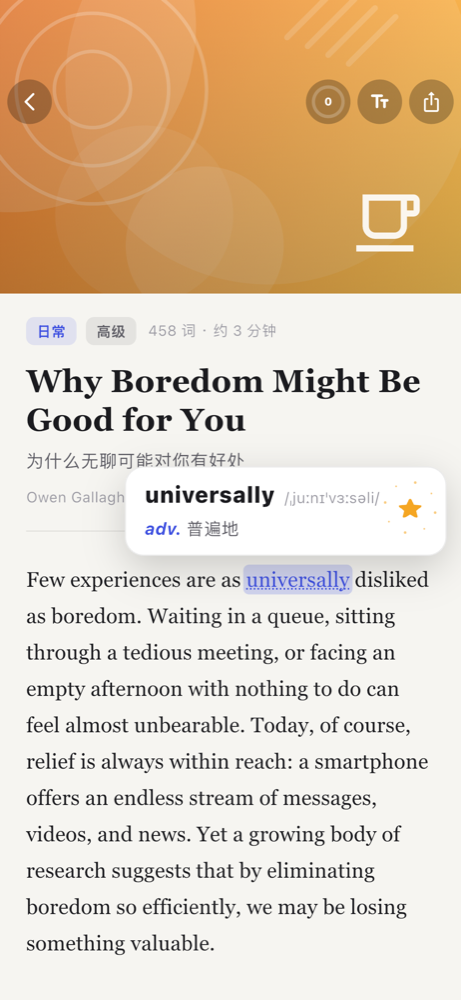 0 TT
日常 高级 458 词 · 约 3 分钟
Why Boredom Might Be
Good for You
为什么无聊可能对你有好处
Owen Gallagh
universally /ˌjuːnɪˈvɜːsəli/
adv. 普遍地
Few experiences are as universally disliked
as boredom. Waiting in a queue, sitting
through a tedious meeting, or facing an
empty afternoon with nothing to do can
feel almost unbearable. Today, of course,
relief is always within reach: a smartphone
offers an endless stream of messages,
videos, and news. Yet a growing body of
research suggests that by eliminating
boredom so efficiently, we may be losing
something valuable.